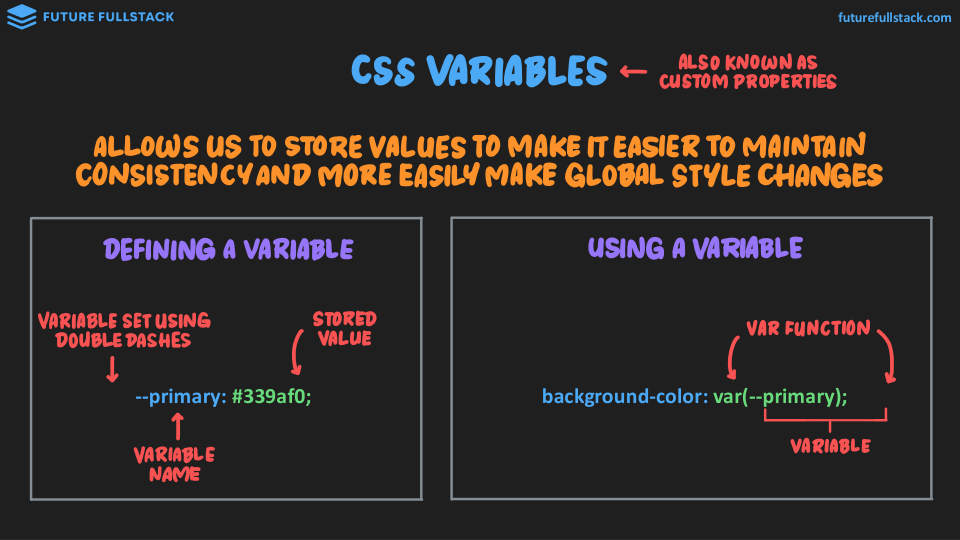 FUTURE FULLSTACK
futurefullstack.com
CSS VARIABLES
ALSO KNOWN AS
CUSTOM PROPERTIES
ALLOWS US TO STORE VALUES TO MAKE IT EASIER TO MAINTAIN
CONSISTENCY AND MORE EASILY MAKE GLOBAL STYLE CHANGES
DEFINING A VARIABLE
VARIABLE SET USING
DOUBLE DASHES
STORED
VALUE
--primary: #339af0;
VARIABLE
NAME
USING A VARIABLE
VAR FUNCTION
background-color: var(--primary);
VARIABLE